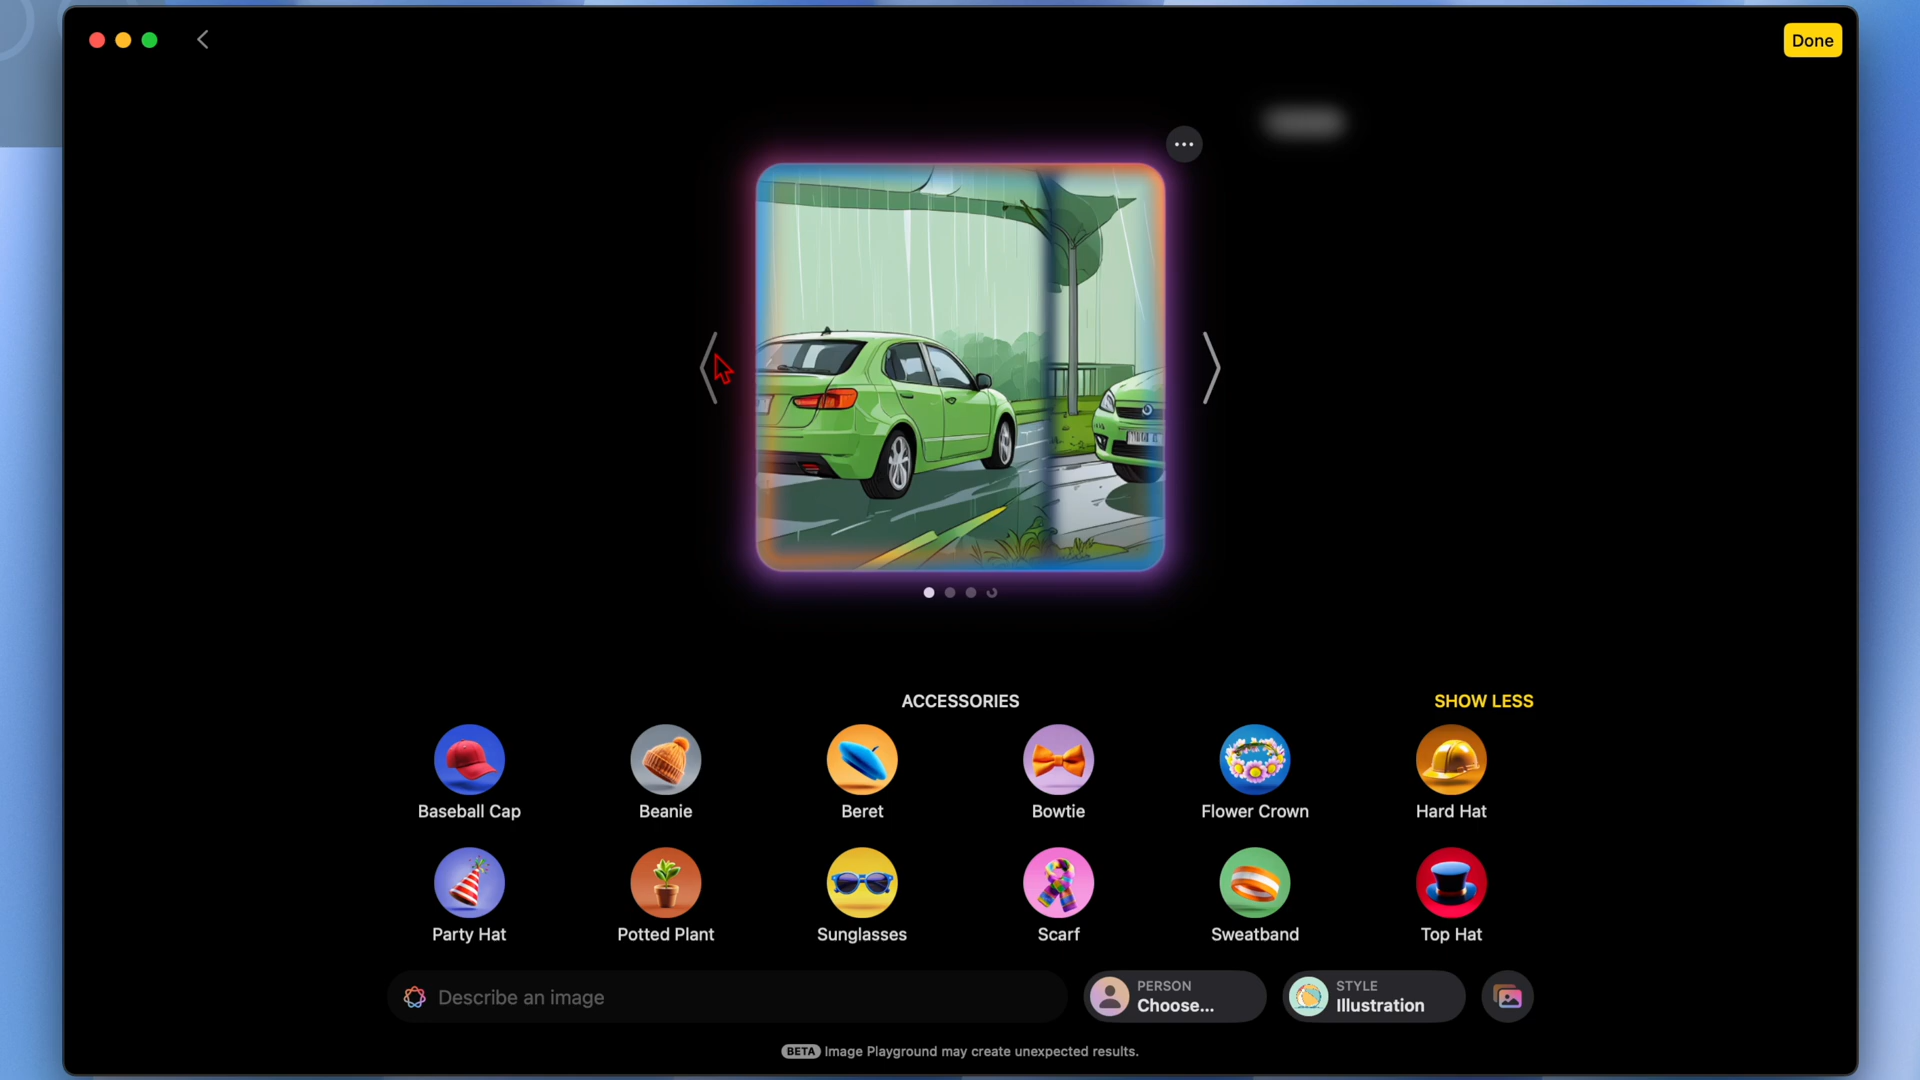 Done
ACCESSORIES
SHOW LESS
Baseball Cap
Beanie
Beret
Bowtie
Flower Crown
Hard Hat
Party Hat
Potted Plant
Sunglasses
Scarf
Sweatband
Top Hat
Describe an image
PERSON
Choose...
STYLE
Illustration
BETA Image Playground may create unexpected results.